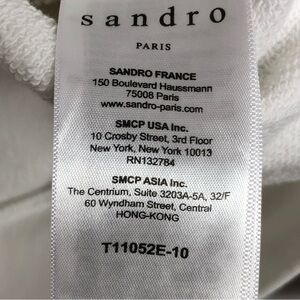 sandro
PARIS
SANDRO FRANCE
150 Boulevard Haussmann
75008 Paris
www.sandro-paris.com
SMCP USA Inc.
10 Crosby Street, 3rd Floor
New York, New York 10013
RN132784
SMCP ASIA Inc.
The Centrium, Suite 3203A-5A, 32/F
60 Wyndham Street, Central
HONG-KONG
T11052E-10